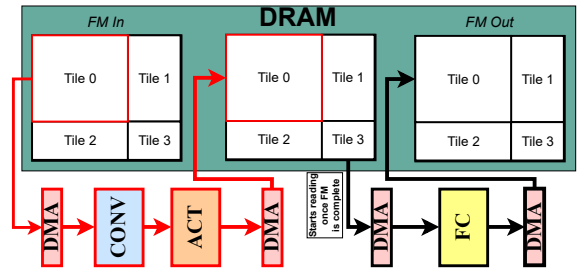 DRAM
FM In
FM Out
Tile 0
Tile 1
Tile 2
Tile 3
Tile 0
Tile 1
Tile 2
Tile 3
Tile 0
Tile 1
Tile 2
Tile 3
DMA
CONV
ACT
DMA
Starts reading
once FM
is complete
DMA
FC
DMA